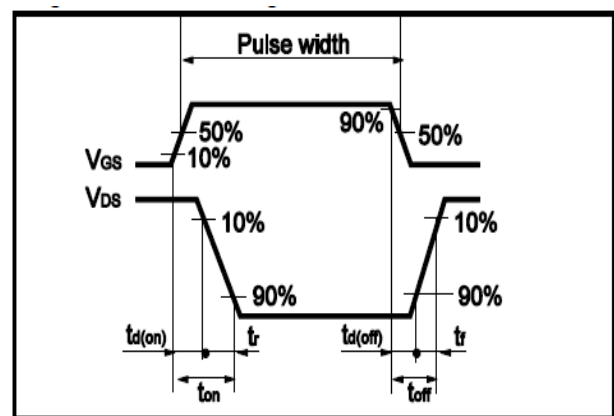 Pulse width
90%
50%
50%
10%
VGS
VDS
10%
10%
90%
90%
td(on)
tr
td(off)
tf
ton
toff